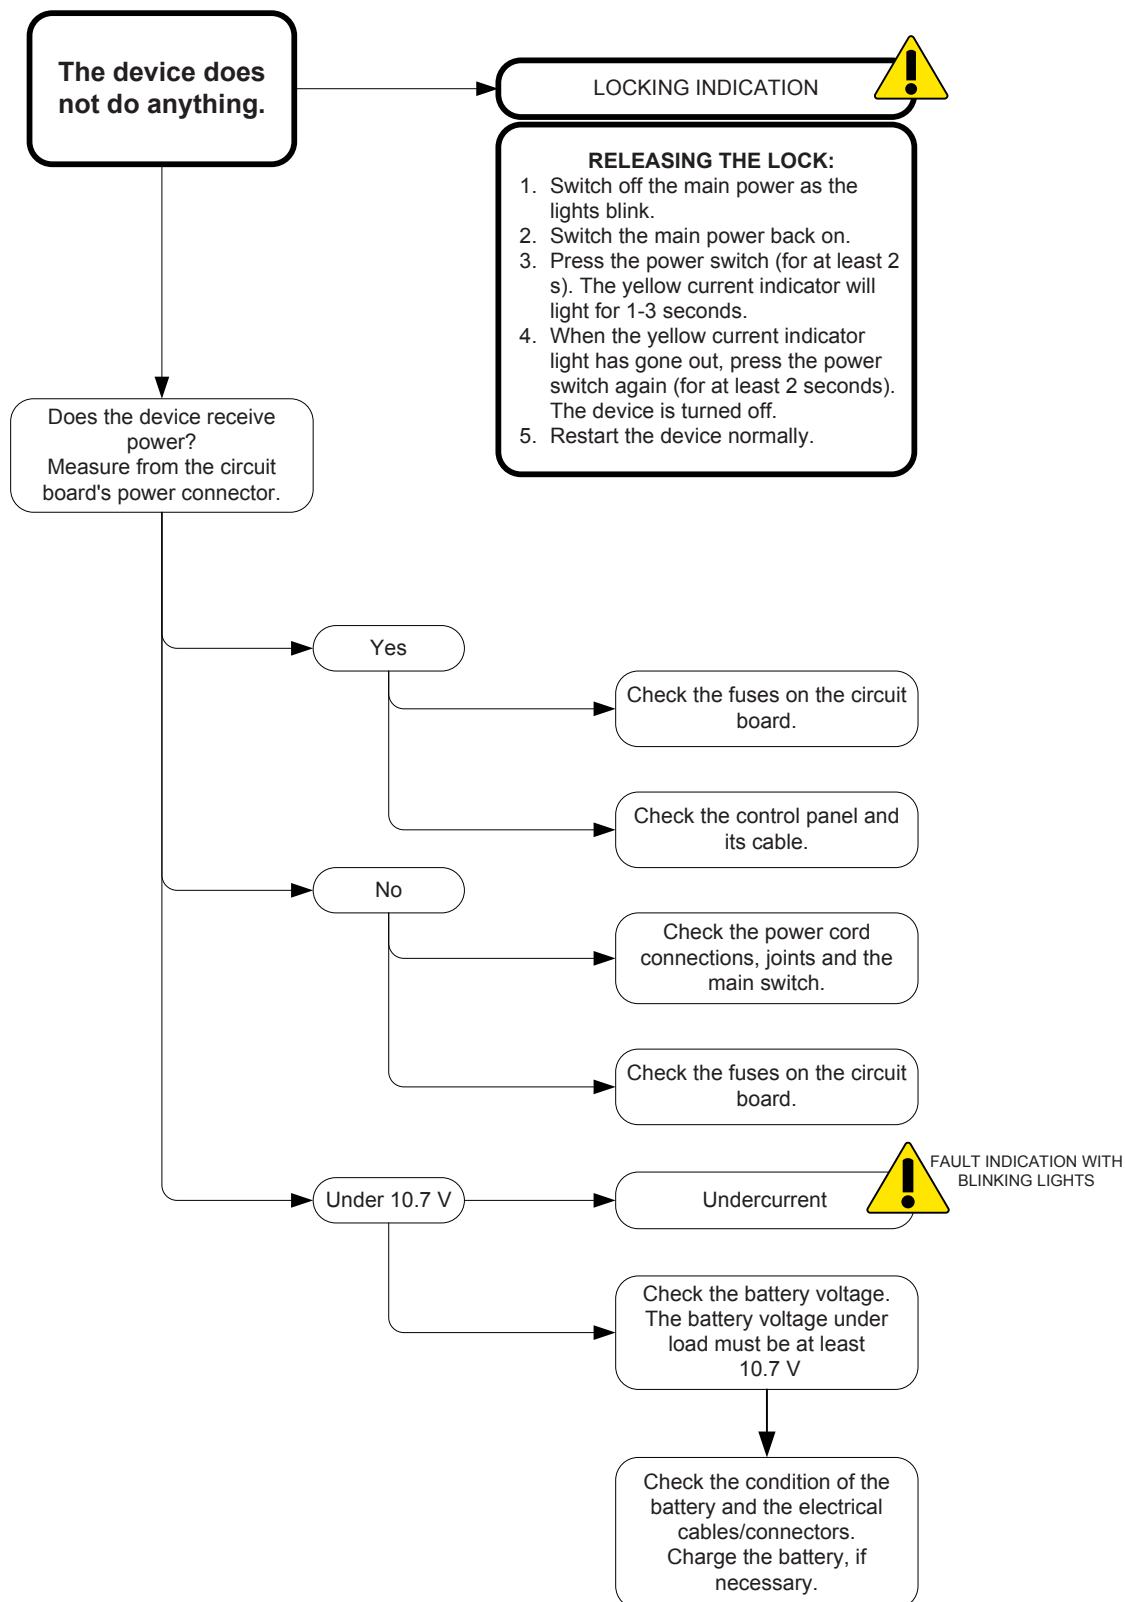 The device does
not do anything.
LOCKING INDICATION
RELEASING THE LOCK:
1. Switch off the main power as the
lights blink.
2. Switch the main power back on.
3. Press the power switch (for at least 2
s). The yellow current indicator will
light for 1-3 seconds.
4. When the yellow current indicator
light has gone out, press the power
switch again (for at least 2 seconds).
The device is turned off.
5. Restart the device normally.
Does the device receive
power?
Measure from the circuit
board's power connector.
Yes
Check the fuses on the circuit
board.
Check the control panel and
its cable.
No
Check the power cord
connections, joints and the
main switch.
Check the fuses on the circuit
board.
Under 10.7 V
Undercurrent
FAULT INDICATION WITH
BLINKING LIGHTS
Check the battery voltage.
The battery voltage under
load must be at least
10.7 V
Check the condition of the
battery and the electrical
cables/connectors.
Charge the battery, if
necessary.